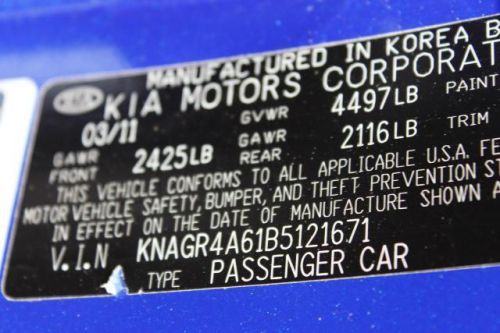 MANUFACTURED IN KOREA B
KIA KIA MOTORS CORPORAT
03/11 GVWR 4497LB PAINT
GAWR FRONT 2425LB GAWR REAR 2116LB TRIM
THIS VEHICLE CONFORMS TO ALL APPLICABLE U.S.A. FE
MOTOR VEHICLE SAFETY, BUMPER, AND THEFT PREVENTION ST
IN EFFECT ON THE DATE OF MANUFACTURE SHOWN A
V.I.N KNAGR4A61B5121671
TYPE PASSENGER CAR